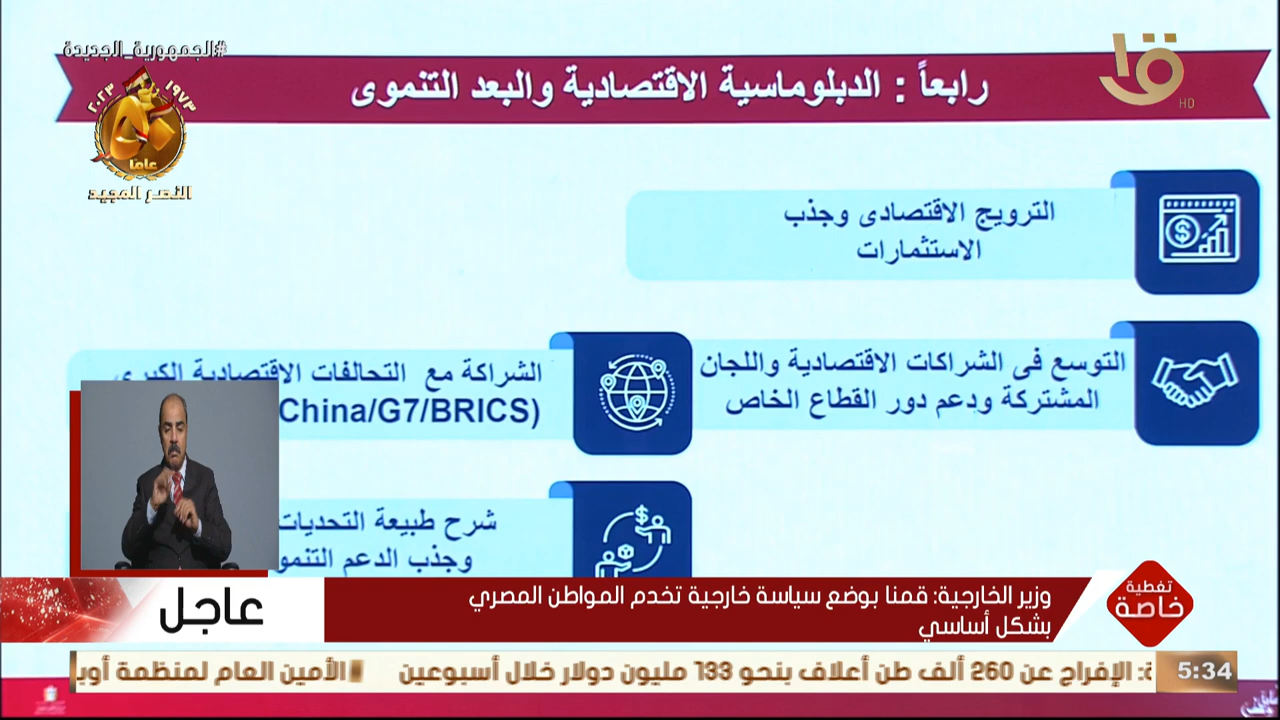 #الجمهورية_الجديدة
١٩٧٣
٢٠٢٣
٥٠
عاما
النصر المجيد
HD
رابعاً : الدبلوماسية الاقتصادية والبعد التنموى
الترويج الاقتصادى وجذب
الاستثمارات
التوسع فى الشراكات الاقتصادية واللجان
المشتركة ودعم دور القطاع الخاص
الشراكة مع التحالفات الاقتصادية الكبرى
China/G7/BRICS)
شرح طبيعة التحديات
وجذب الدعم
تغطية
خاصة
وزير الخارجية: قمنا بوضع سياسة خارجية تخدم المواطن المصري
بشكل أساسي
عاجل
5:34
الإفراج عن 260 ألف طن أعلاف بنحو 133 مليون دولار خلال أسبوعين
الأمين العام لمنظمة